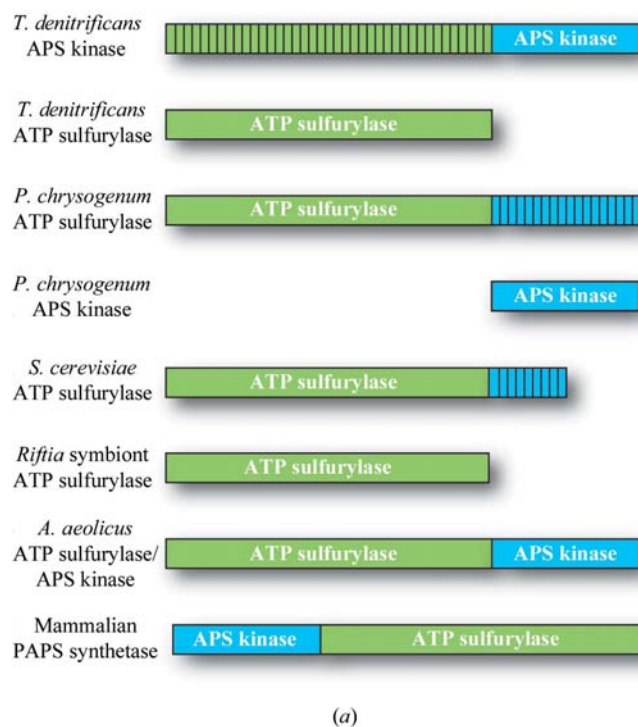 T. denitrificans
APS kinase
APS kinase
T. denitrificans
ATP sulfurylase
ATP sulfurylase
P. chrysogenum
ATP sulfurylase
ATP sulfurylase
P. chrysogenum
APS kinase
APS kinase
S. cerevisiae
ATP sulfurylase
ATP sulfurylase
Riftia symbiont
ATP sulfurylase
ATP sulfurylase
A. aeolicus
ATP sulfurylase/
APS kinase
ATP sulfurylase
APS kinase
Mammalian
PAPS synthetase
APS kinase
ATP sulfurylase
(a)